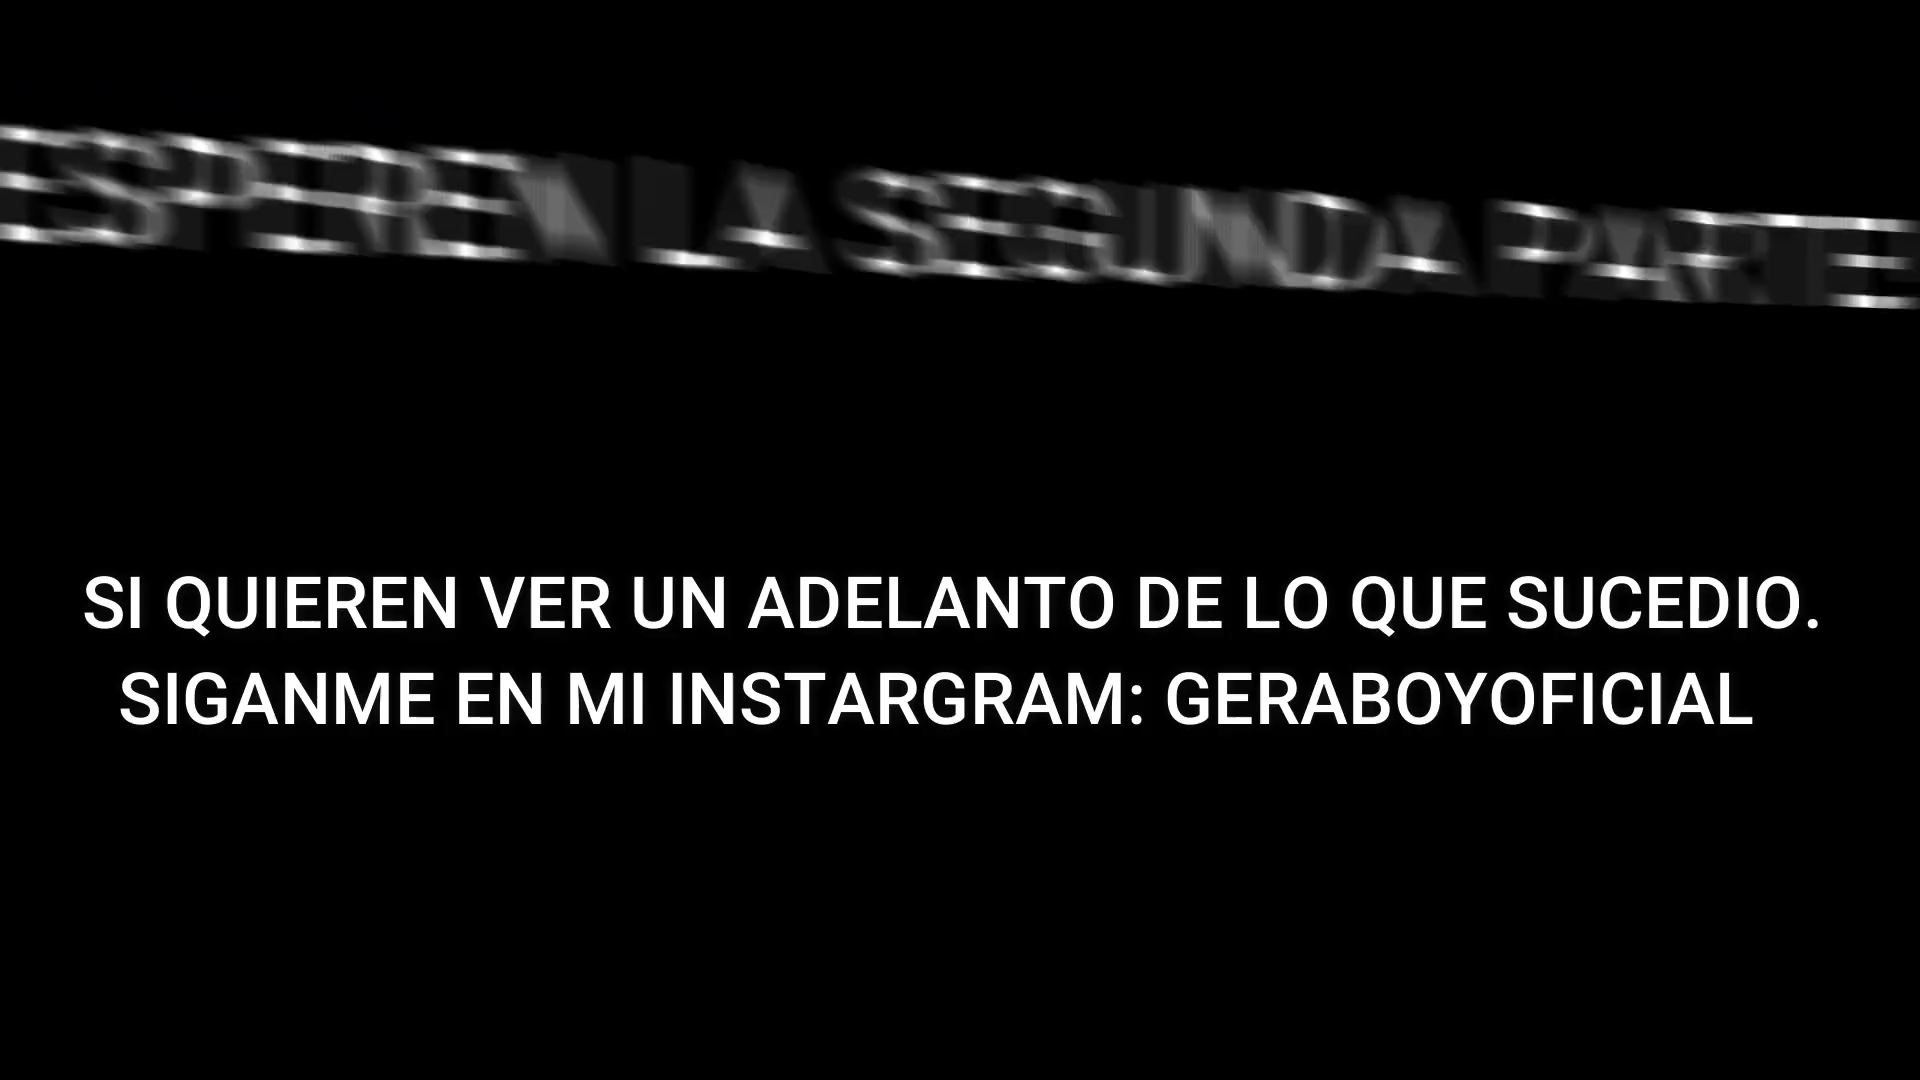 ESPEREN LA SEGUNDA PARTE
SI QUIEREN VER UN ADELANTO DE LO QUE SUCEDIO.
SIGANME EN MI INSTARGRAM: GERABOYOFICIAL